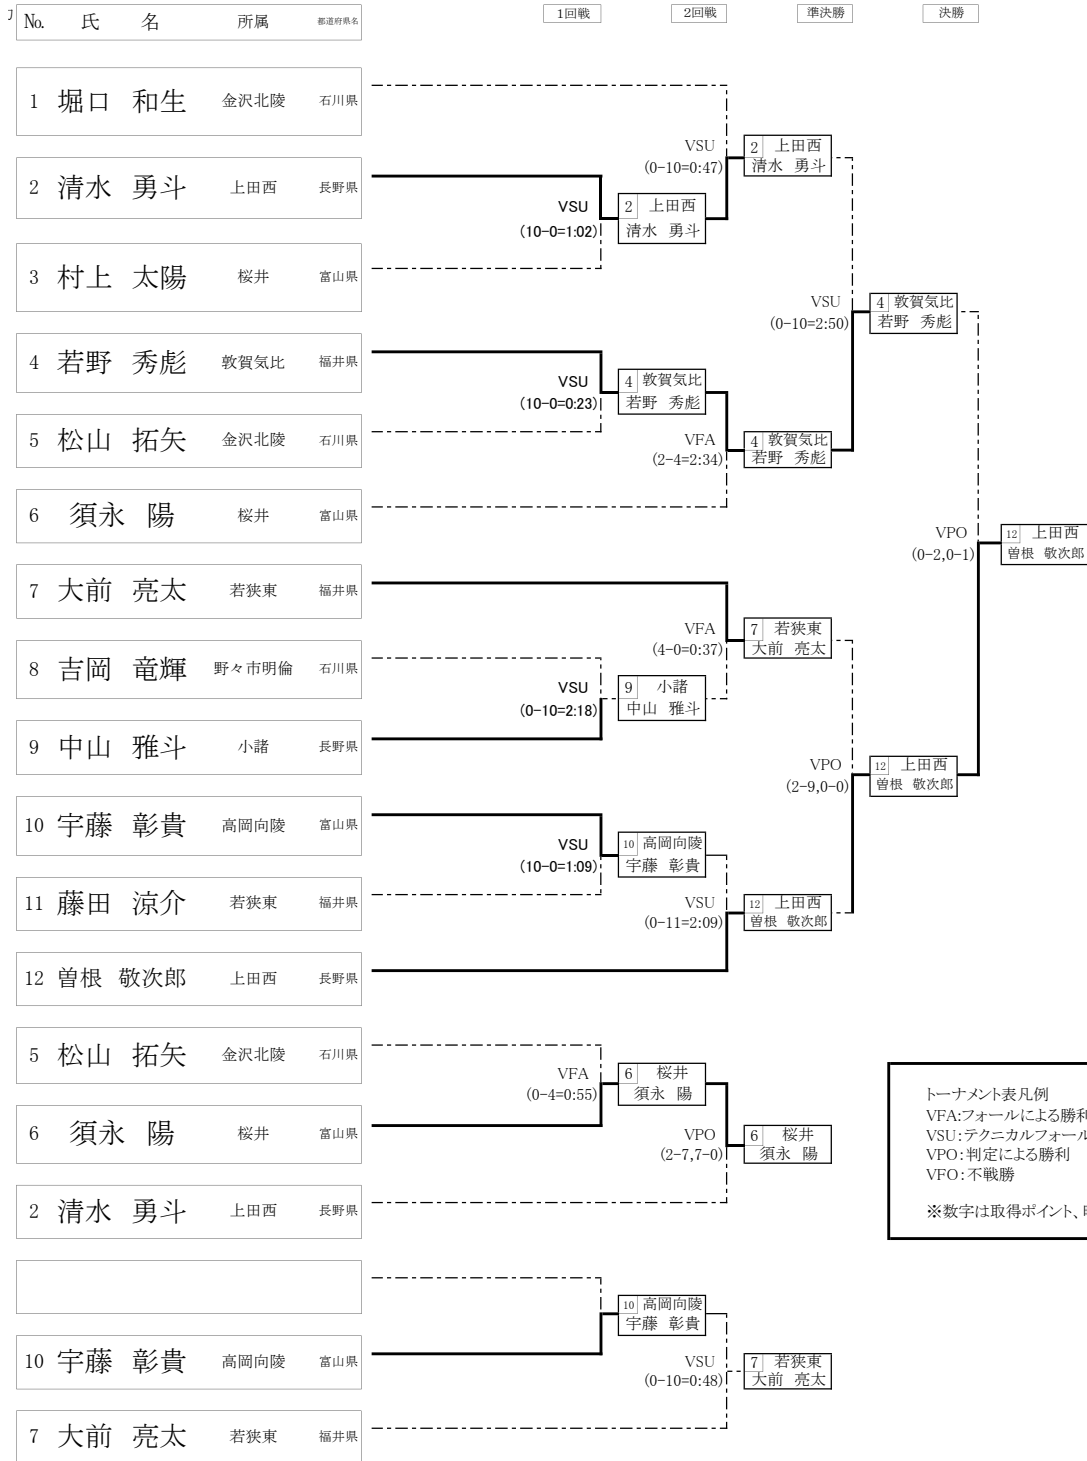 No. 氏 名 所属 都道府県名 1回戦 2回戦 準決勝 決勝
1 堀口 和生 金沢北陵 石川県
VSU
(0-10=0:47)
2 上田西
清水 勇斗
2 清水 勇斗 上田西 長野県
VSU
(10-0=1:02)
2 上田西
清水 勇斗
3 村上 太陽 桜井 富山県
VSU
(0-10=2:50)
4 敦賀気比
若野 秀彪
4 若野 秀彪 敦賀気比 福井県
VSU
(10-0=0:23)
4 敦賀気比
若野 秀彪
5 松山 拓矢 金沢北陵 石川県
VFA
(2-4=2:34)
4 敦賀気比
若野 秀彪
6 須永 陽 桜井 富山県
VPO
(0-2,0-1)
12 上田西
曽根 敬次郎
7 大前 亮太 若狭東 福井県
VFA
(4-0=0:37)
7 若狭東
大前 亮太
8 吉岡 竜輝 野々市明倫 石川県
VSU
(0-10=2:18)
9 小諸
中山 雅斗
9 中山 雅斗 小諸 長野県
VPO
(2-9,0-0)
12 上田西
曽根 敬次郎
10 宇藤 彰貴 高岡向陵 富山県
VSU
(10-0=1:09)
10 高岡向陵
宇藤 彰貴
11 藤田 涼介 若狭東 福井県
VSU
(0-11=2:09)
12 上田西
曽根 敬次郎
12 曽根 敬次郎 上田西 長野県
5 松山 拓矢 金沢北陵 石川県
VFA
(0-4=0:55)
6 桜井
須永 陽
6 須永 陽 桜井 富山県
VPO
(2-7,7-0)
6 桜井
須永 陽
2 清水 勇斗 上田西 長野県
トーナメント表凡例
VFA:フォールによる勝利
VSU:テクニカルフォール
VPO:判定による勝利
VFO:不戦勝
※数字は取得ポイント、
10 高岡向陵
宇藤 彰貴
10 宇藤 彰貴 高岡向陵 富山県
VSU
(0-10=0:48)
7 若狭東
大前 亮太
7 大前 亮太 若狭東 福井県